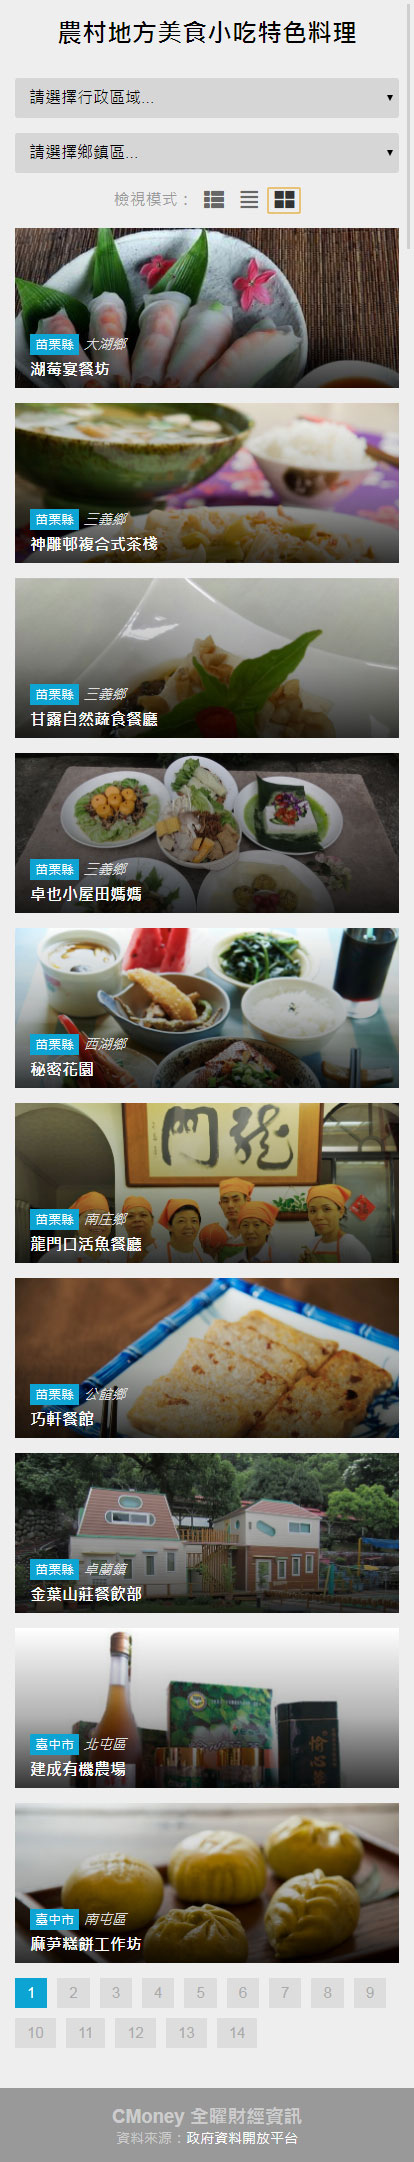 農村地方美食小吃特色料理
請選擇行政區域...
請選擇鄉鎮區...
檢視模式：
苗栗縣 大湖鄉
湖莓宴餐坊
苗栗縣 三義鄉
神雕邨複合式茶棧
苗栗縣 三義鄉
甘露自然蔬食餐廳
苗栗縣 三義鄉
卓也小屋田媽媽
苗栗縣 西湖鄉
秘密花園
龍門
苗栗縣 南庄鄉
龍門口活魚餐廳
苗栗縣 公館鄉
巧軒餐館
苗栗縣 卓蘭鎮
金葉山莊餐飲部
臺中市 北屯區
建成有機農場
臺中市 南屯區
麻芛糕餅工作坊
1 2 3 4 5 6 7 8 9
10 11 12 13 14
CMoney 全曜財經資訊
資料來源：政府資料開放平台